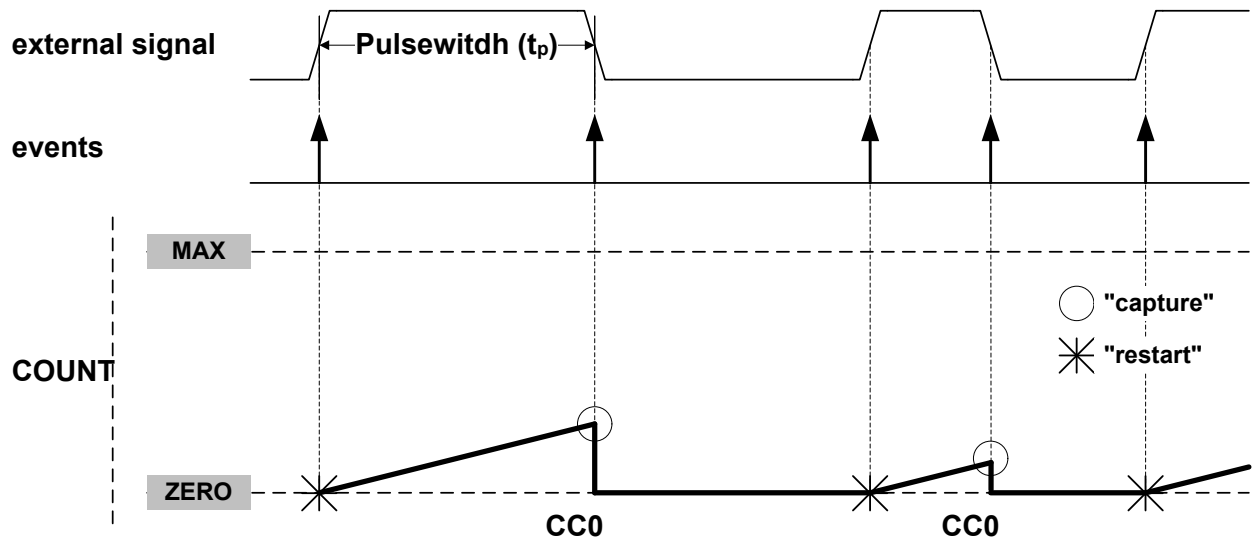 external signal
Pulsewitdh (tp)
events
MAX
"capture"
COUNT
"restart"
ZERO
CC0 CC0